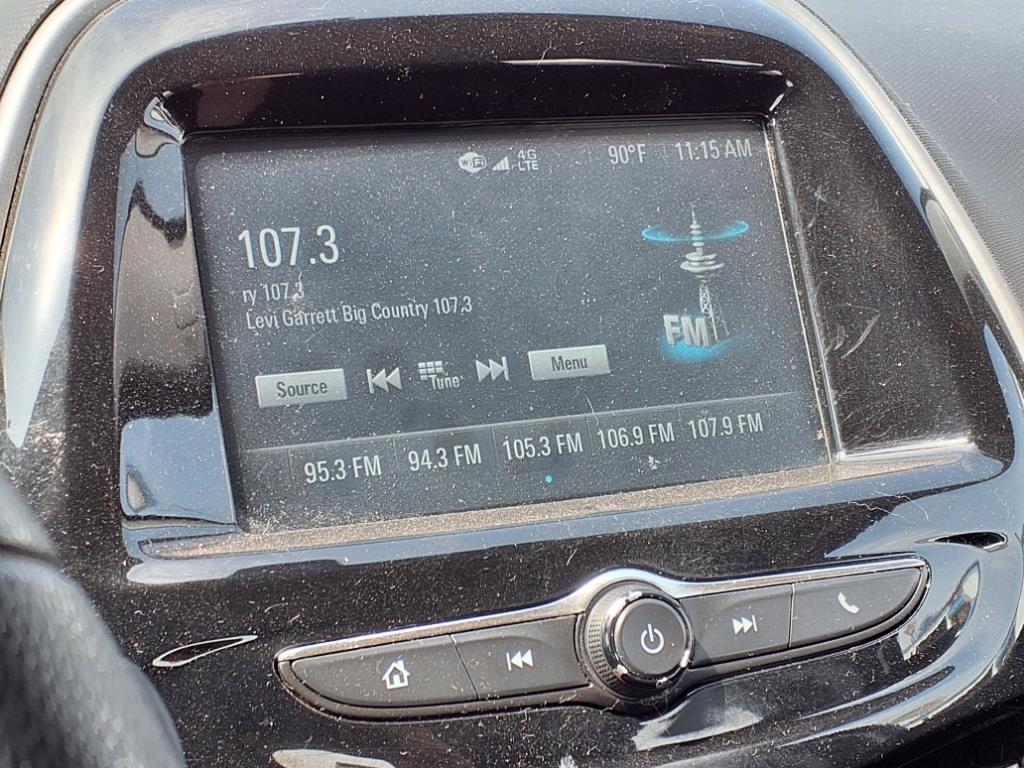 WiFi 4G LTE 90°F 11:15 AM
107.3
ry 107.3
Levi Garrett Big Country 107.3
FM
Source Tune Menu
95.3 FM 94.3 FM 105.3 FM 106.9 FM 107.9 FM